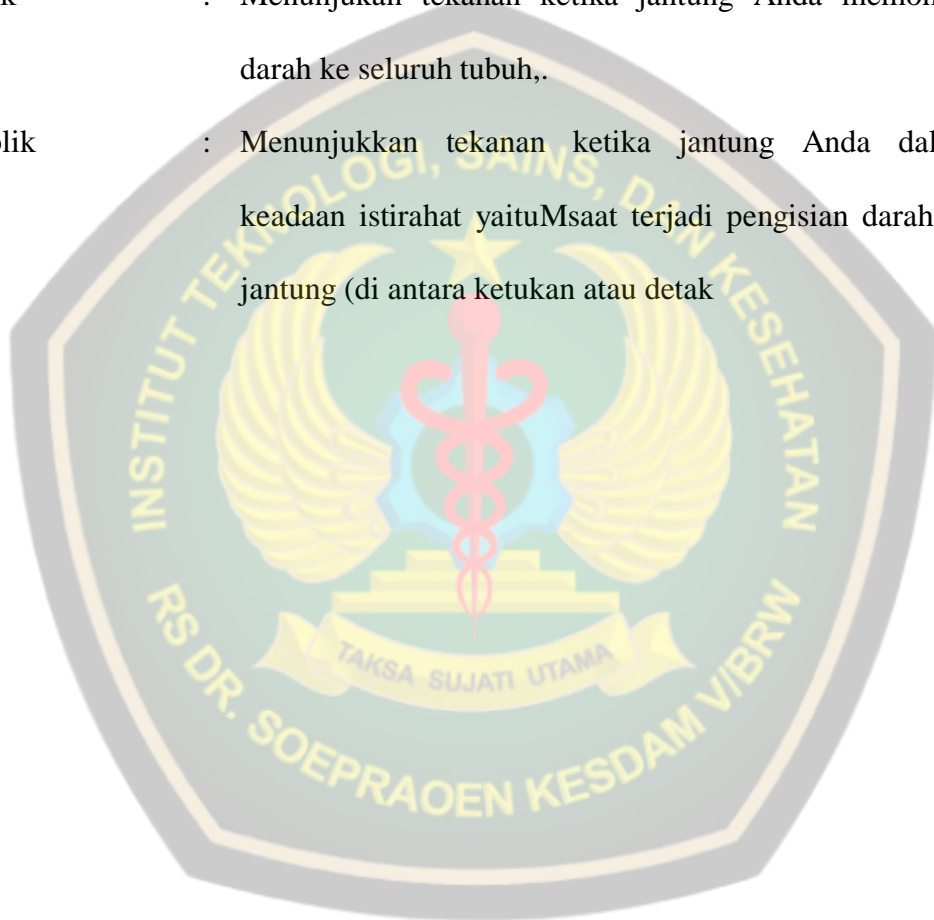 k : Menunjukan tekanan ketika jantung Anda memom
darah ke seluruh tubuh,.
olik : Menunjukkan tekanan ketika jantung Anda dal
keadaan istirahat yaituMsaat terjadi pengisian darah
jantung (di antara ketukan atau detak
INSTITUT TEKNOLOGI, SAINS, DAN KESEHATAN
TAKSA SUJATI UTAMA
RS DR. SOEPRAOEN KESDAM V/BRW